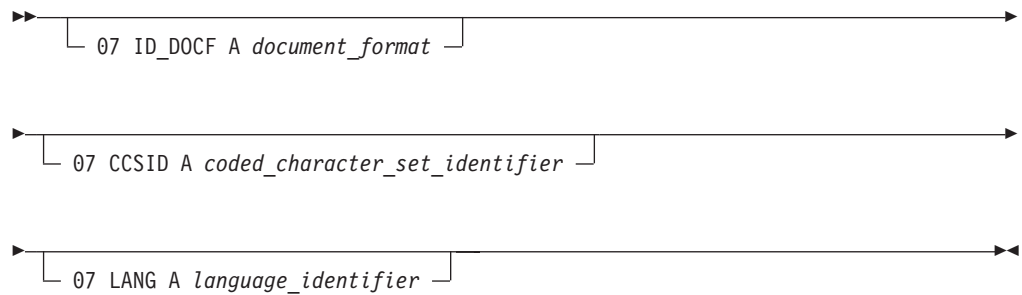 07 ID_DOCF A document_format
07 CCSID A coded_character_set_identifier
07 LANG A language_identifier